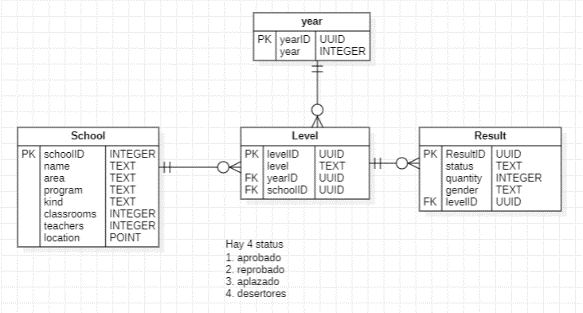 year
PK yearID UUID
year INTEGER
School
PK schoolID INTEGER
name TEXT
area TEXT
program TEXT
kind TEXT
classrooms INTEGER
teachers INTEGER
location POINT
Level
PK levelID UUID
level TEXT
FK yearID UUID
FK schoolID UUID
Result
PK ResultID UUID
status TEXT
quantity INTEGER
gender TEXT
FK levelID UUID
Hay 4 status
1. aprobado
2. reprobado
3. aplazado
4. desertores